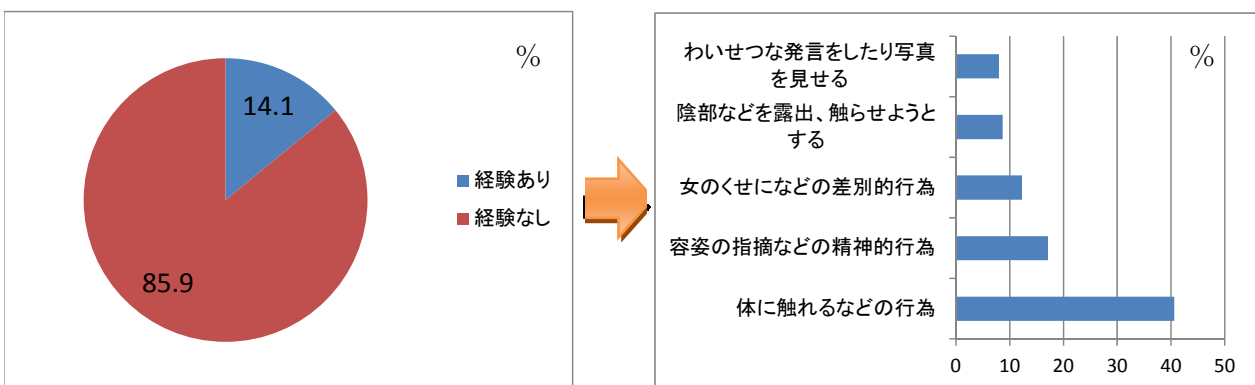 %
14.1
85.9
経験あり
経験なし
%
わいせつな発言をしたり写真
を見せる
陰部などを露出、触らせようと
する
女のくせになどの差別的行為
容姿の指摘などの精神的行為
体に触れるなどの行為
0 10 20 30 40 50